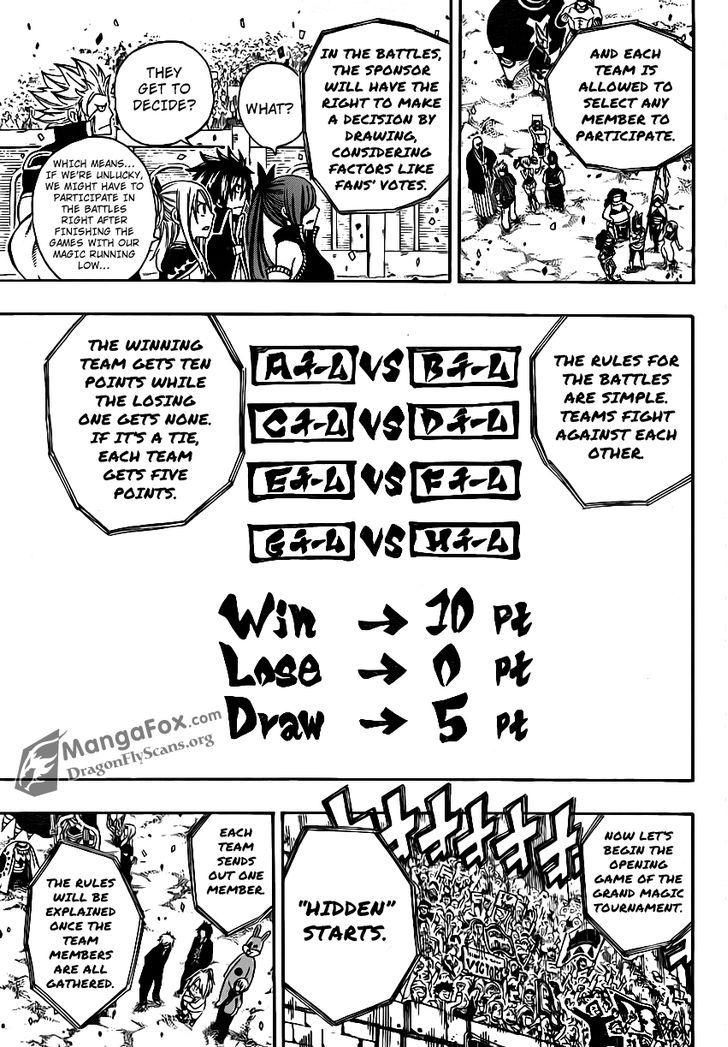 AND EACH
TEAM IS
ALLOWED TO
SELECT ANY
MEMBER TO
PARTICIPATE.
IN THE BATTLES,
THE SPONSOR
WILL HAVE THE
RIGHT TO MAKE
A DECISION BY
DRAWING,
CONSIDERING
FACTORS LIKE
FANS' VOTES.
WHAT?
THEY
GET TO
DECIDE?
WHICH MEANS...
IF WE'RE UNLUCKY,
WE MIGHT HAVE TO
PARTICIPATE IN
THE BATTLES
RIGHT AFTER
FINISHING THE
GAMES WITH OUR
MAGIC RUNNING
LOW...
THE RULES FOR
THE BATTLES
ARE SIMPLE.
TEAMS FIGHT
AGAINST EACH
OTHER.
Aチーム VS Bチーム
Cチーム VS Dチーム
Eチーム VS Fチーム
Gチーム VS Hチーム
THE WINNING
TEAM GETS TEN
POINTS WHILE
THE LOSING
ONE GETS NONE.
IF IT'S A TIE,
EACH TEAM
GETS FIVE
POINTS.
Win → 10 pt
Lose → 0 pt
Draw → 5 pt
MangaFox.com
DragonFlyScans.org
NOW LET'S
BEGIN THE
OPENING
GAME OF THE
GRAND MAGIC
TOURNAMENT.
"HIDDEN"
STARTS.
VICTORY
EACH
TEAM
SENDS
OUT ONE
MEMBER.
THE RULES
WILL BE
EXPLAINED
ONCE THE
TEAM
MEMBERS
ARE ALL
GATHERED.